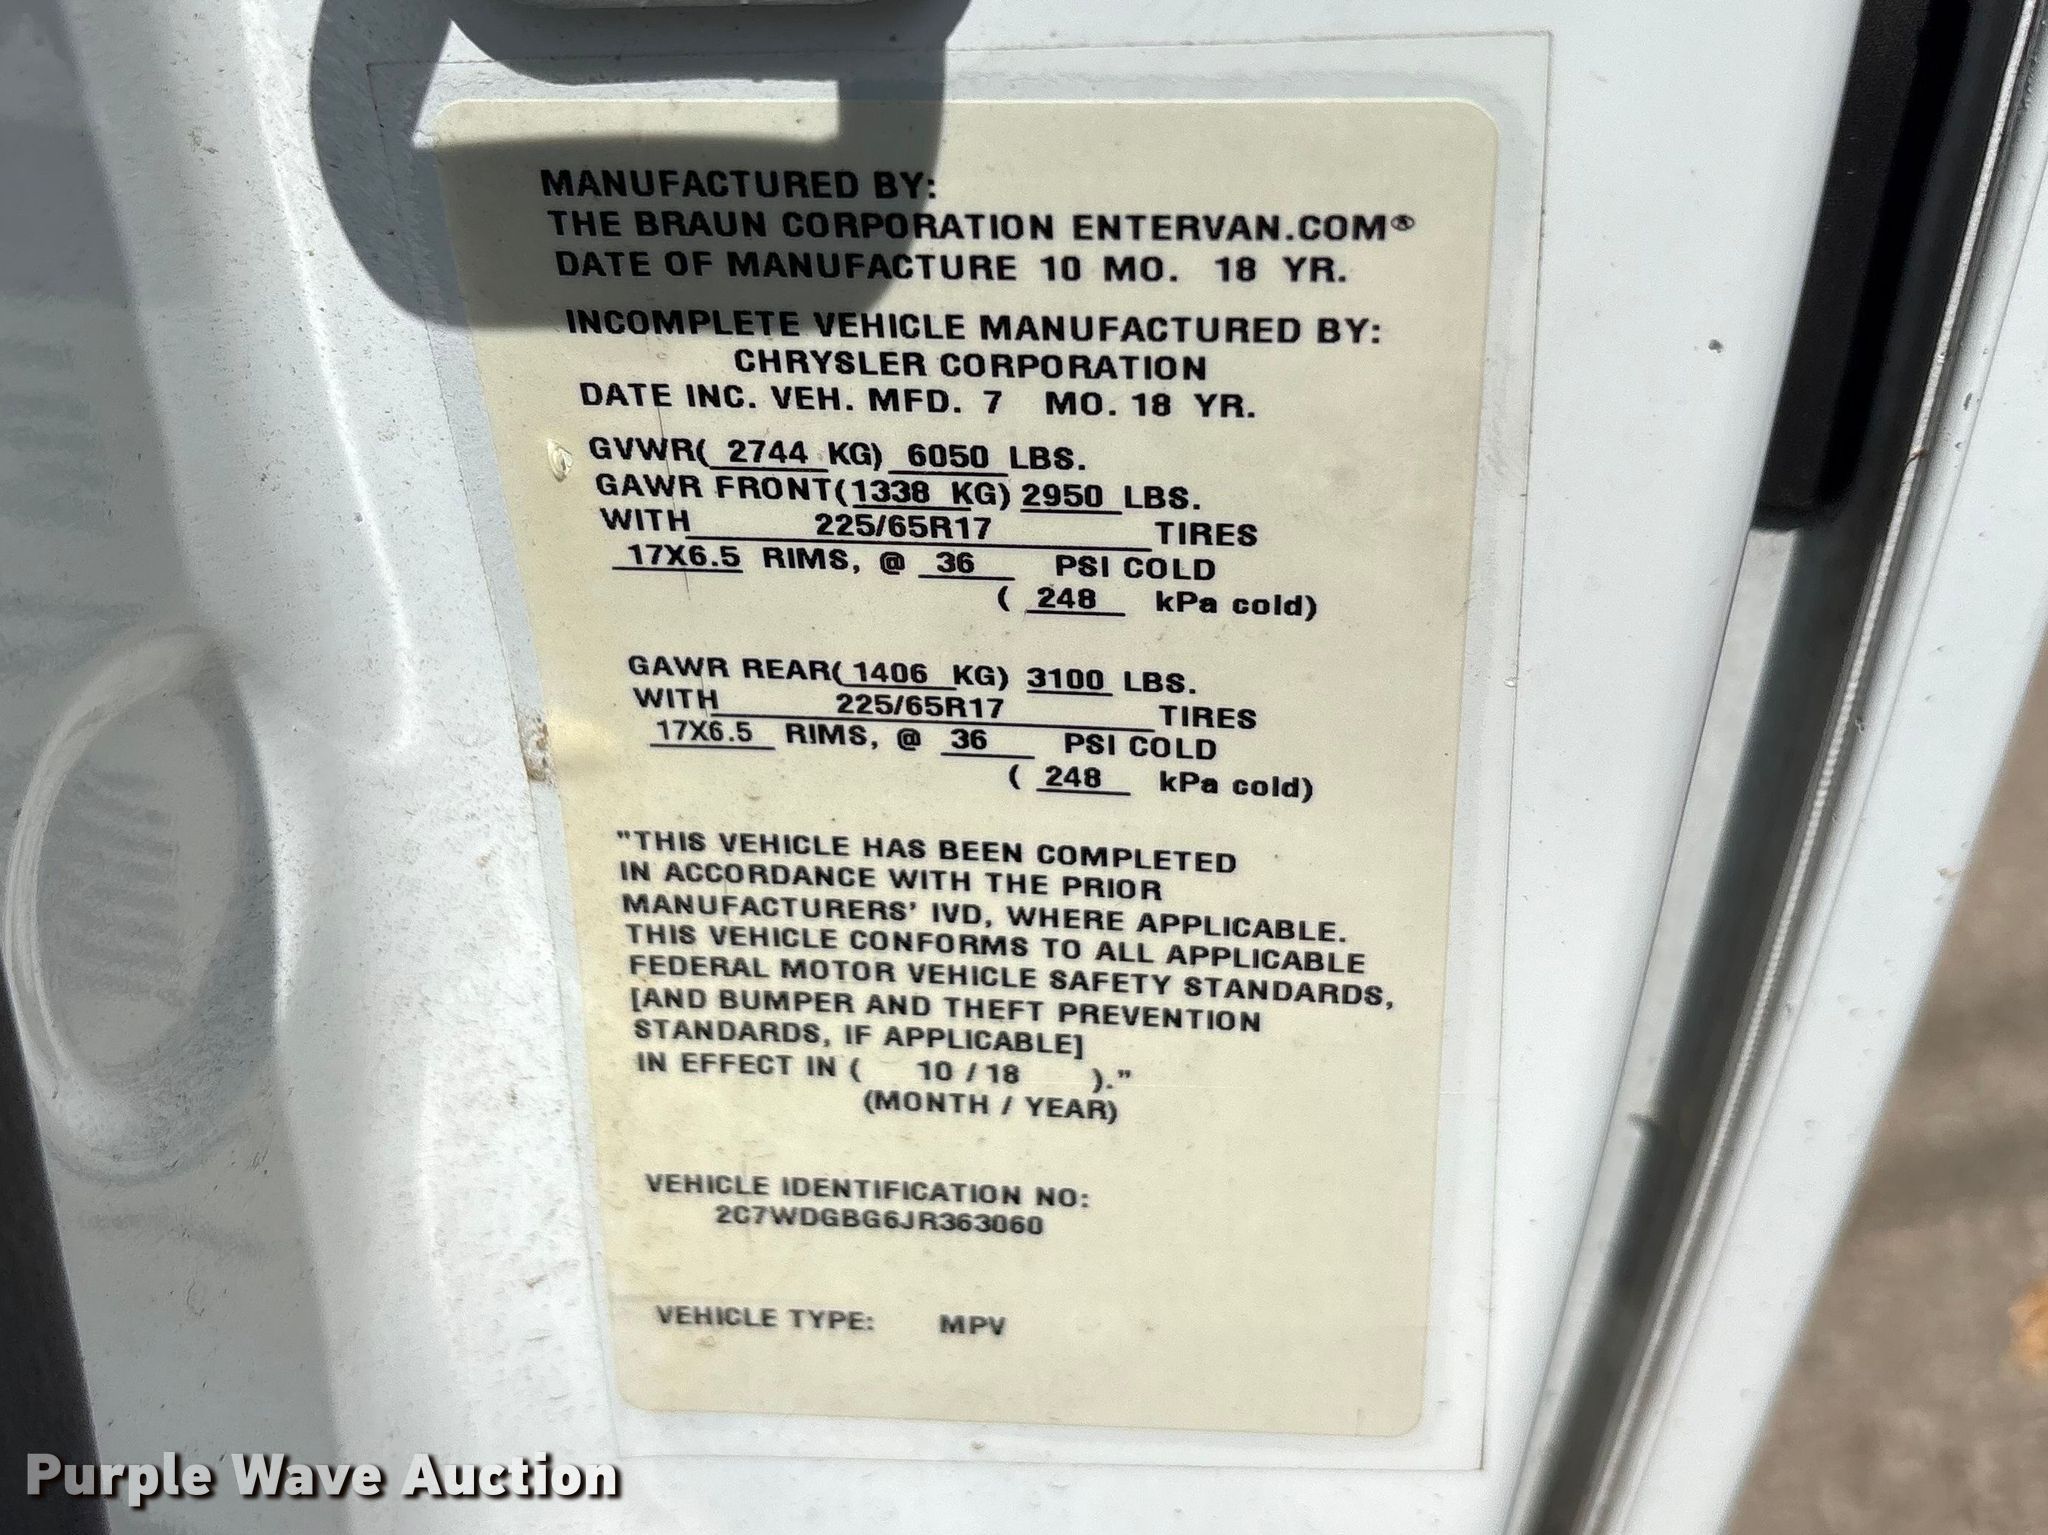 MANUFACTURED BY:
THE BRAUN CORPORATION ENTERVAN.COM®
DATE OF MANUFACTURE 10 MO. 18 YR.
INCOMPLETE VEHICLE MANUFACTURED BY:
CHRYSLER CORPORATION
DATE INC. VEH. MFD. 7 MO. 18 YR.
GVWR( 2744 KG) 6050 LBS.
GAWR FRONT(1338 KG) 2950 LBS.
WITH 225/65R17 TIRES
17X6.5 RIMS, @ 36 PSI COLD
( 248 kPa cold)
GAWR REAR( 1406 KG) 3100 LBS.
WITH 225/65R17 TIRES
17X6.5 RIMS, @ 36 PSI COLD
( 248 kPa cold)
"THIS VEHICLE HAS BEEN COMPLETED
IN ACCORDANCE WITH THE PRIOR
MANUFACTURERS' IVD, WHERE APPLICABLE.
THIS VEHICLE CONFORMS TO ALL APPLICABLE
FEDERAL MOTOR VEHICLE SAFETY STANDARDS,
[AND BUMPER AND THEFT PREVENTION
STANDARDS, IF APPLICABLE]
IN EFFECT IN ( 10 / 18 )."
(MONTH / YEAR)
VEHICLE IDENTIFICATION NO:
2C7WDGBG6JR363060
VEHICLE TYPE: MPV
Purple Wave Auction